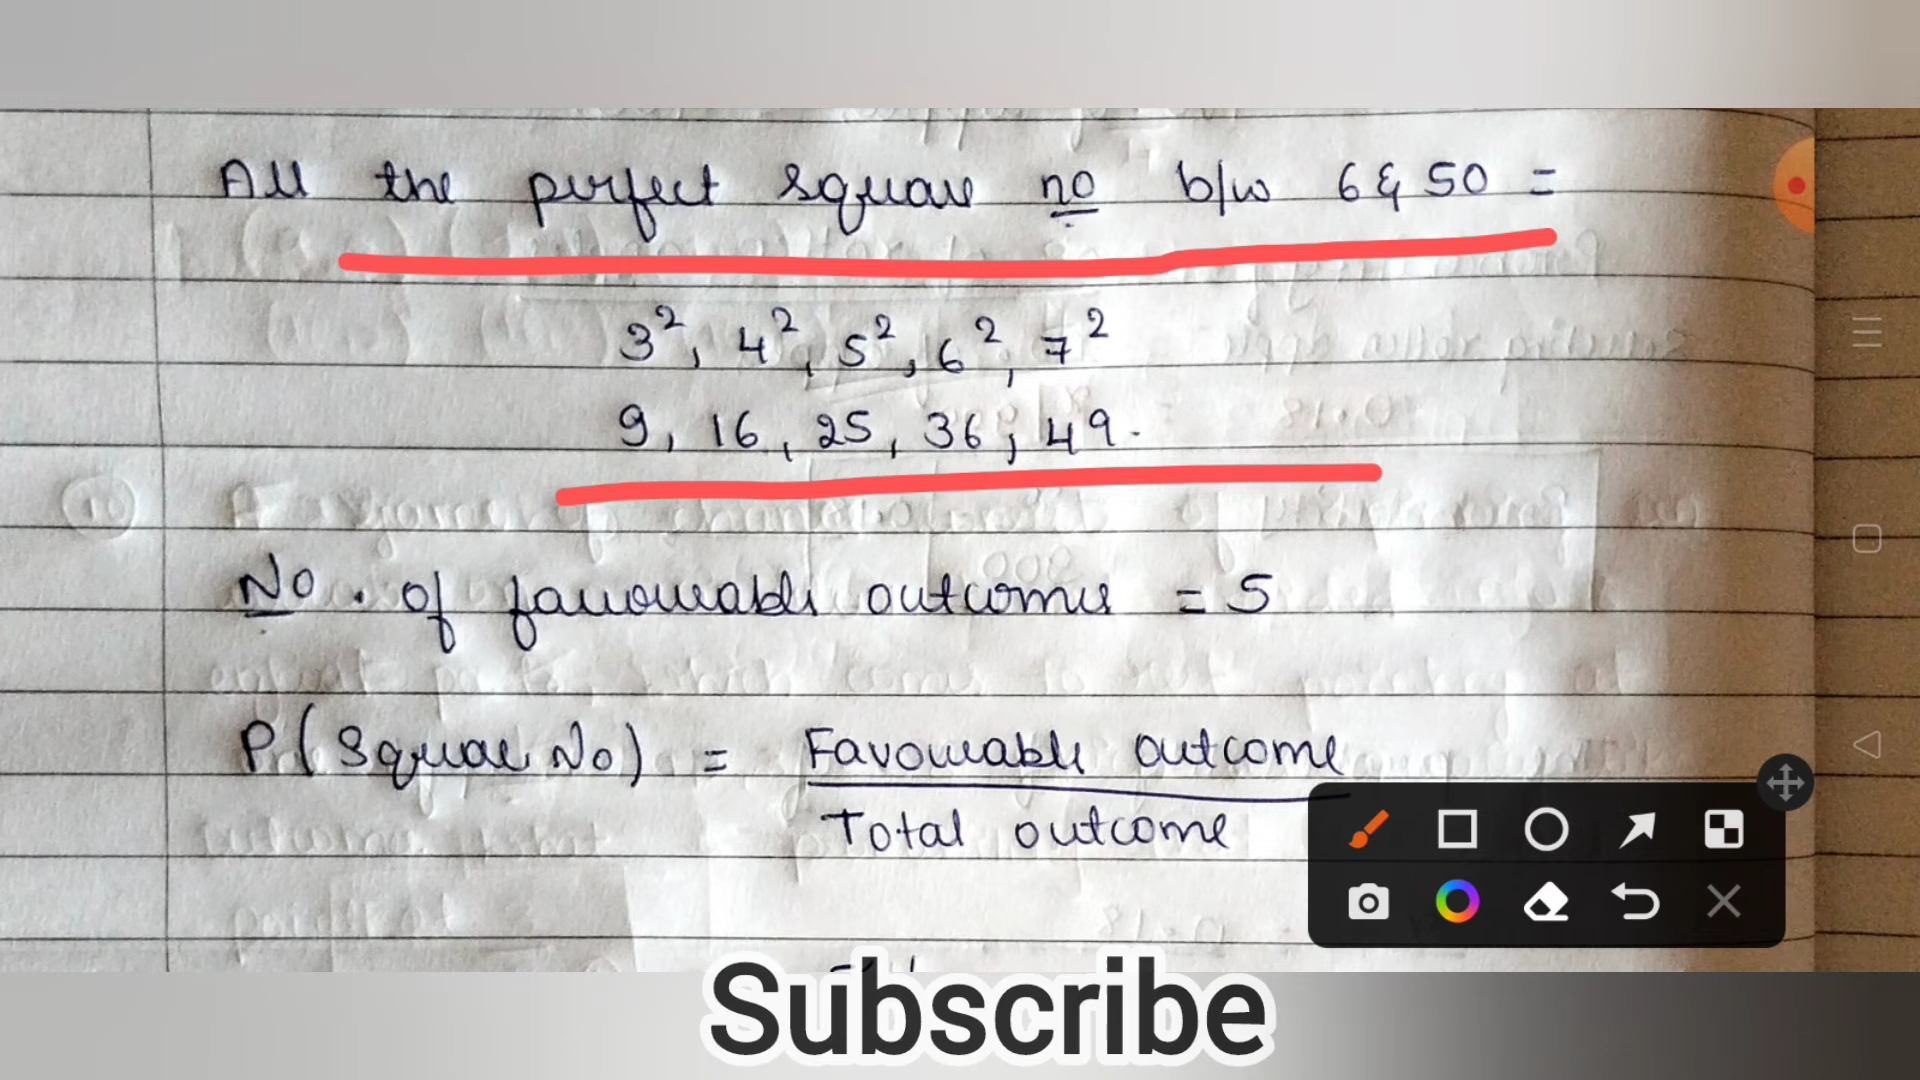 All the perfect square no b/w 6 & 50 =
3², 4², 5², 6², 7²
9, 16, 25, 36, 49.
No. of favourable outcomes = 5
P(Square No) = Favourable outcome
Total outcome
Subscribe